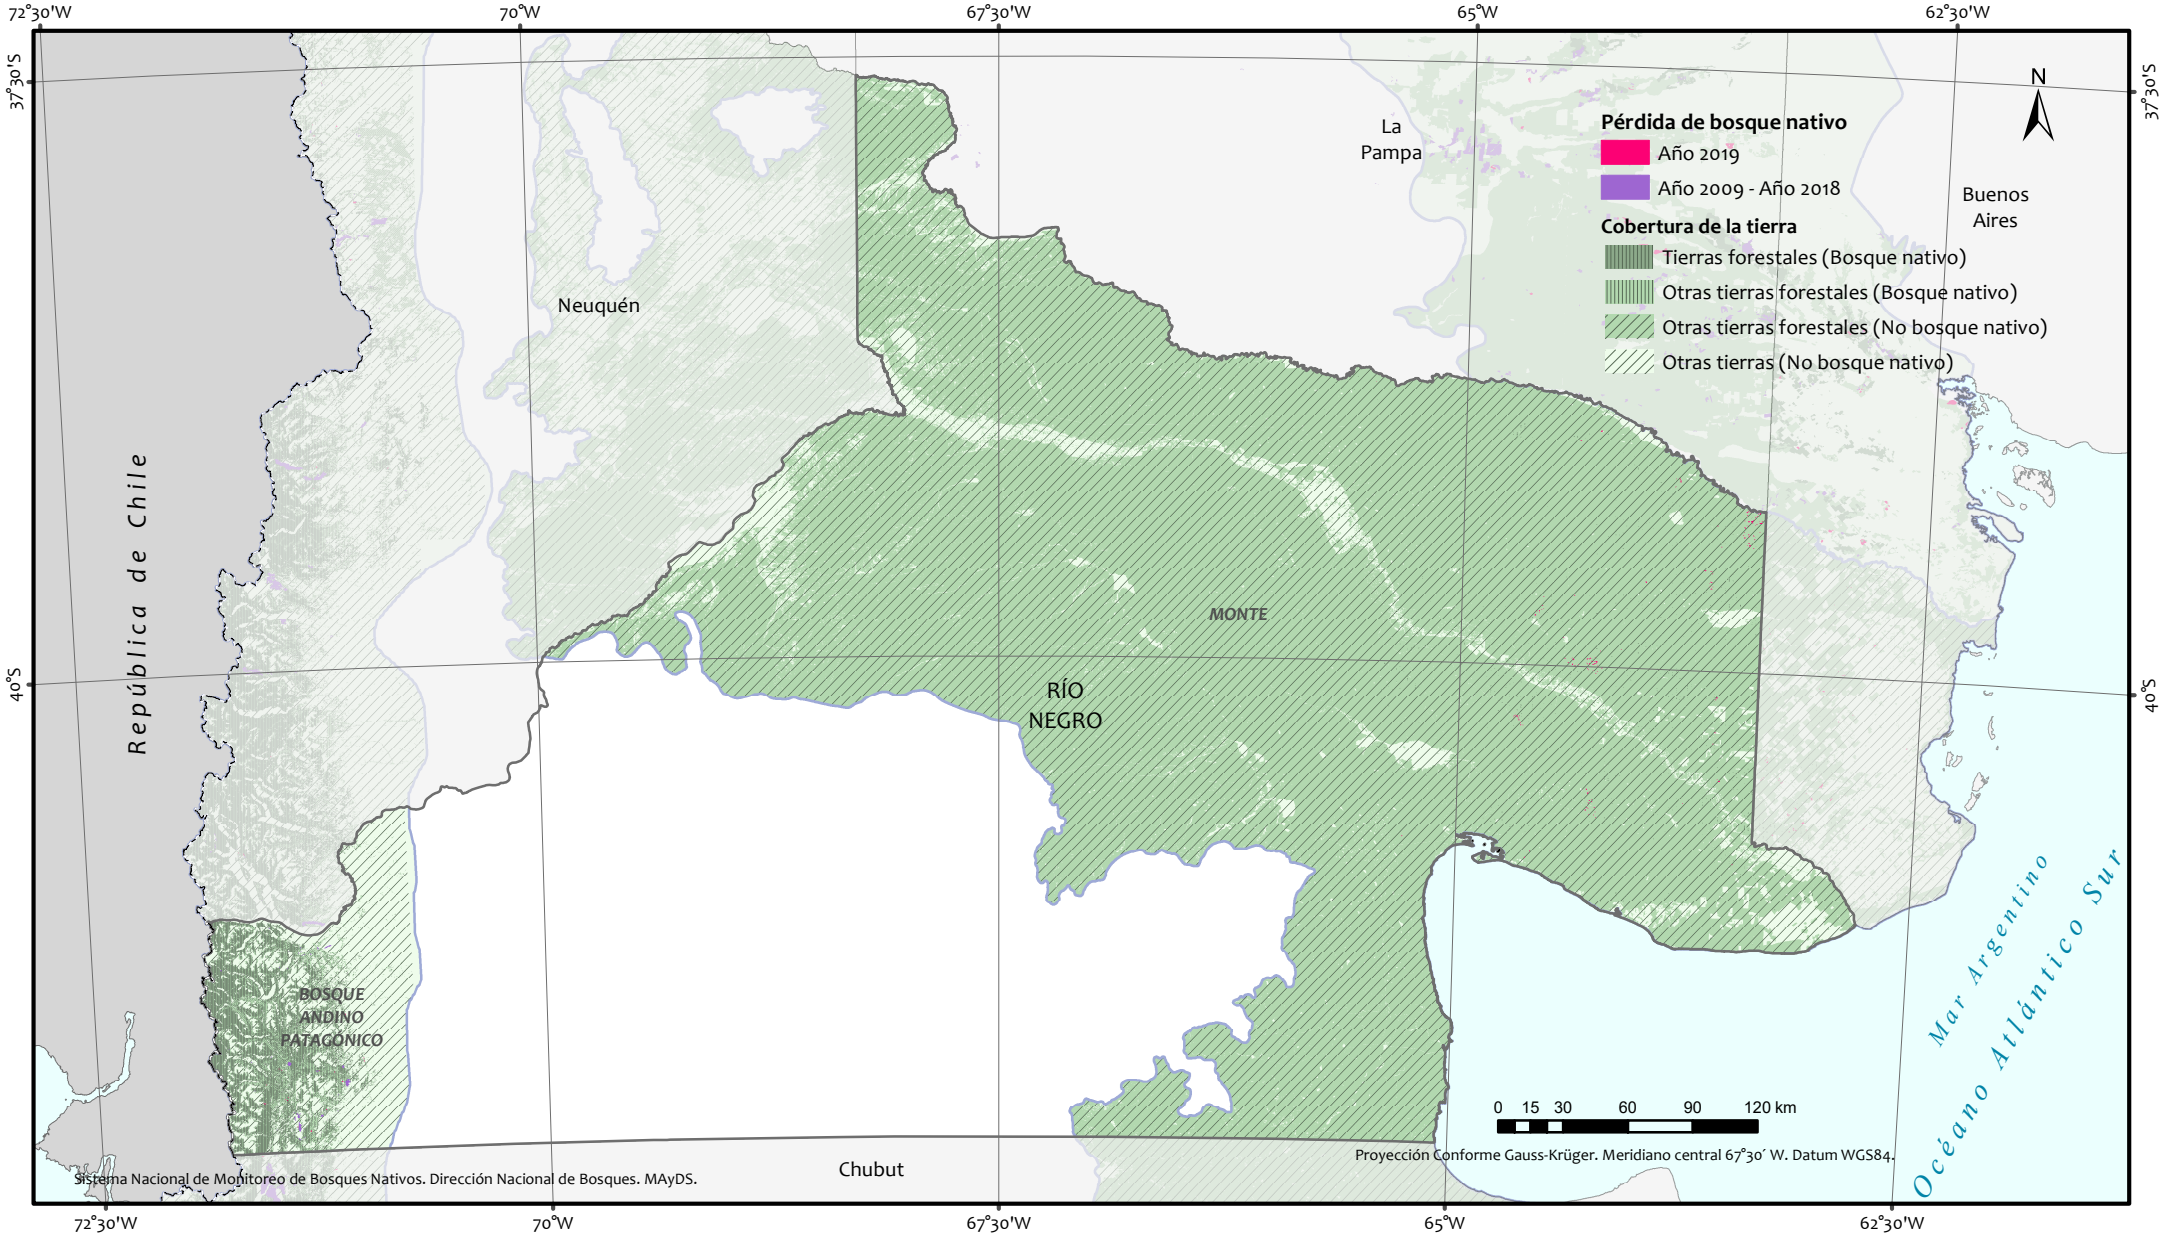 72°30'W
70°W
67°30'W
65°W
62°30'W
37°30'S
37°30'S
N
La
Pampa
Buenos
Aires
Pérdida de bosque nativo
Año 2019
Año 2009 - Año 2018
Cobertura de la tierra
Tierras forestales (Bosque nativo)
Otras tierras forestales (Bosque nativo)
Otras tierras forestales (No bosque nativo)
Otras tierras (No bosque nativo)
Neuquén
República de Chile
MONTE
40°S
40°S
RÍO
NEGRO
BOSQUE
ANDINO
PATAGÓNICO
Mar Argentino
Océano Atlántico Sur
0 15 30 60 90 120 km
Proyección Conforme Gauss-Krüger. Meridiano central 67°30´ W. Datum WGS84.
Chubut
Sistema Nacional de Monitoreo de Bosques Nativos. Dirección Nacional de Bosques. MAyDS.
72°30'W
70°W
67°30'W
65°W
62°30'W